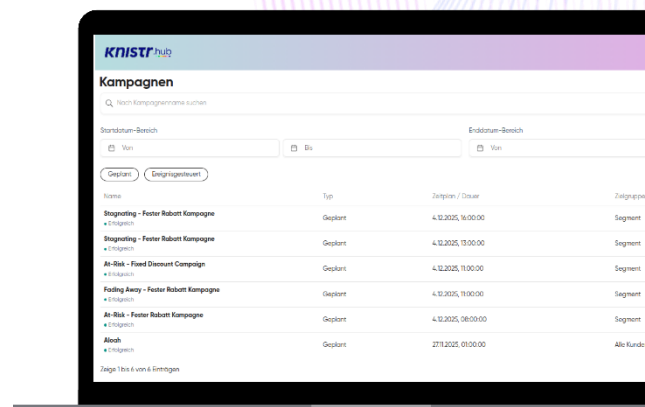 KNISTr hub
Kampagnen
Nach Kampagnenname suchen
Startdatum-Bereich Enddatum-Bereich
Von Bis Von
Geplant Ereignisgesteuert
Name Typ Zeitplan / Dauer Zielgruppe
Stagnating - Fester Rabatt Kampagne Geplant 4.12.2025, 16:00:00 Segment
Erfolgreich
Stagnating - Fester Rabatt Kampagne Geplant 4.12.2025, 13:00:00 Segment
Erfolgreich
At-Risk - Fixed Discount Campaign Geplant 4.12.2025, 11:00:00 Segment
Erfolgreich
Fading Away - Fester Rabatt Kampagne Geplant 4.12.2025, 11:00:00 Segment
Erfolgreich
At-Risk - Fester Rabatt Kampagne Geplant 4.12.2025, 08:00:00 Segment
Erfolgreich
Aleah Geplant 27.11.2025, 01:00:00 Alle Kunde
Erfolgreich
Zeige 1 bis 6 von 6 Einträgen